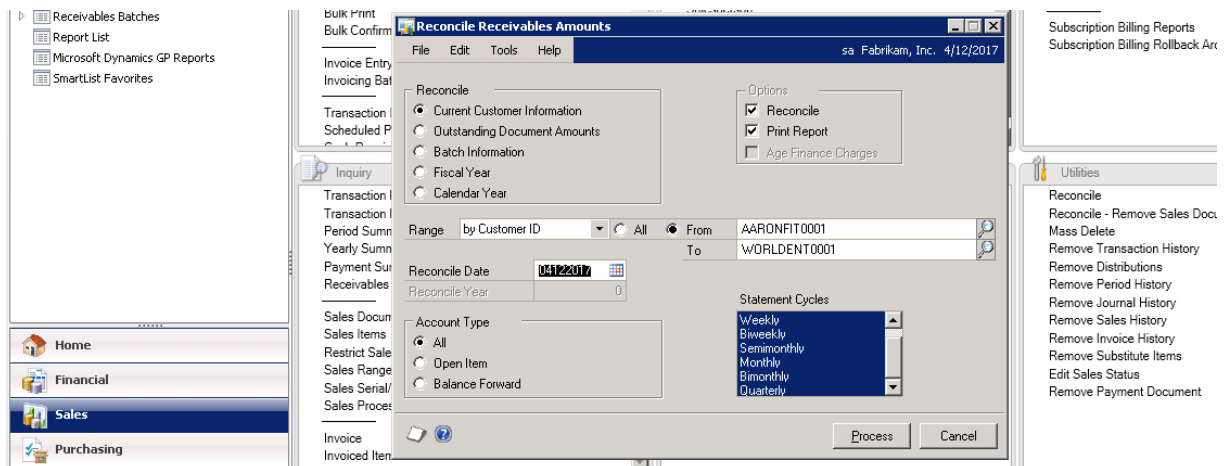 Receivables Batches
Report List
Microsoft Dynamics GP Reports
SmartList Favorites
Home
Financial
Sales
Purchasing
Bulk Print
Bulk Confirm
Invoice Entry
Invoicing Bat
Transaction
Scheduled P
Inquiry
Transaction
Transaction
Period Summ
Yearly Summ
Payment Su
Receivables
Sales Docum
Sales Items
Restrict Sale
Sales Range
Sales Serial/
Sales Proces
Invoice
Invoiced Item
Reconcile Receivables Amounts
File Edit Tools Help sa Fabrikam, Inc. 4/12/2017
Reconcile
Current Customer Information
Outstanding Document Amounts
Batch Information
Fiscal Year
Calendar Year
Options
Reconcile
Print Report
Age Finance Charges
Range by Customer ID All From AARONFIT0001
To WORLDENT0001
Reconcile Date 04122017
Reconcile Year 0
Account Type
All
Open Item
Balance Forward
Statement Cycles
Weekly
Biweekly
Semimonthly
Monthly
Bimonthly
Quarterly
Process Cancel
Subscription Billing Reports
Subscription Billing Rollback Arc
Utilities
Reconcile
Reconcile - Remove Sales Docu
Mass Delete
Remove Transaction History
Remove Distributions
Remove Period History
Remove Journal History
Remove Sales History
Remove Invoice History
Remove Substitute Items
Edit Sales Status
Remove Payment Document